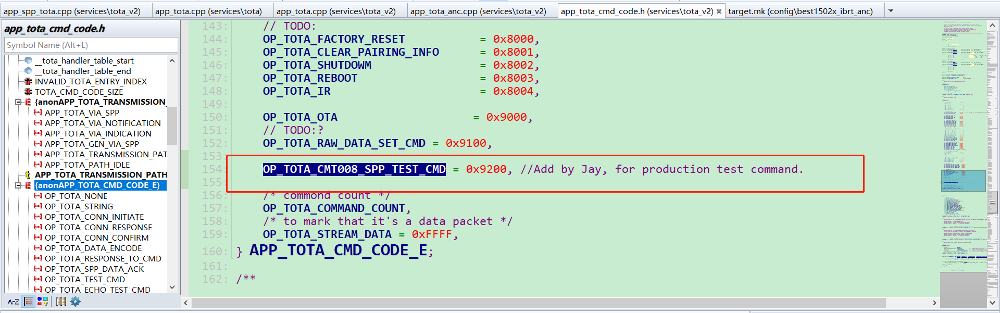 app_spp_tota.cpp (services\tota_v2)
app_tota.cpp (services\tota)
app_tota.cpp (services\tota_v2)
app_tota_anc.cpp (services\tota_v2)
app_tota_cmd_code.h (services\tota_v2)
target.mk (config\best1502x_ibrt_anc)
app_tota_cmd_code.h
Symbol Name (Alt+L)
__tota_handler_table_start
__tota_handler_table_end
INVALID_TOTA_ENTRY_INDEX
TOTA_CMD_CODE_SIZE
{anonAPP_TOTA_TRANSMISSION_
APP_TOTA_VIA_SPP
APP_TOTA_VIA_NOTIFICATION
APP_TOTA_VIA_INDICATION
APP_TOTA_GEN_VIA_SPP
APP_TOTA_TRANSMISSION_PAT
APP_TOTA_PATH_IDLE
APP_TOTA_TRANSMISSION_PATH
{anonAPP_TOTA_CMD_CODE_E}
OP_TOTA_NONE
OP_TOTA_STRING
OP_TOTA_CONN_INITIATE
OP_TOTA_CONN_RESPONSE
OP_TOTA_CONN_CONFIRM
OP_TOTA_DATA_ENCODE
OP_TOTA_RESPONSE_TO_CMD
OP_TOTA_SPP_DATA_ACK
OP_TOTA_TEST_CMD
OP_TOTA_ECHO_TEST_CMD
A-Z
143: // TODO:
144: OP_TOTA_FACTORY_RESET = 0x8000,
145: OP_TOTA_CLEAR_PAIRING_INFO = 0x8001,
146: OP_TOTA_SHUTDOWM = 0x8002,
147: OP_TOTA_REBOOT = 0x8003,
148: OP_TOTA_IR = 0x8004,
149:
150: OP_TOTA_OTA = 0x9000,
151: // TODO:?
152: OP_TOTA_RAW_DATA_SET_CMD = 0x9100,
153:
154: OP_TOTA_CMT008_SPP_TEST_CMD = 0x9200, //Add by Jay, for production test command.
155:
156: /* commond count */
157: OP_TOTA_COMMAND_COUNT,
158: /* to mark that it's a data packet */
159: OP_TOTA_STREAM_DATA = 0xFFFF,
160: } APP_TOTA_CMD_CODE_E;
161:
162: /**